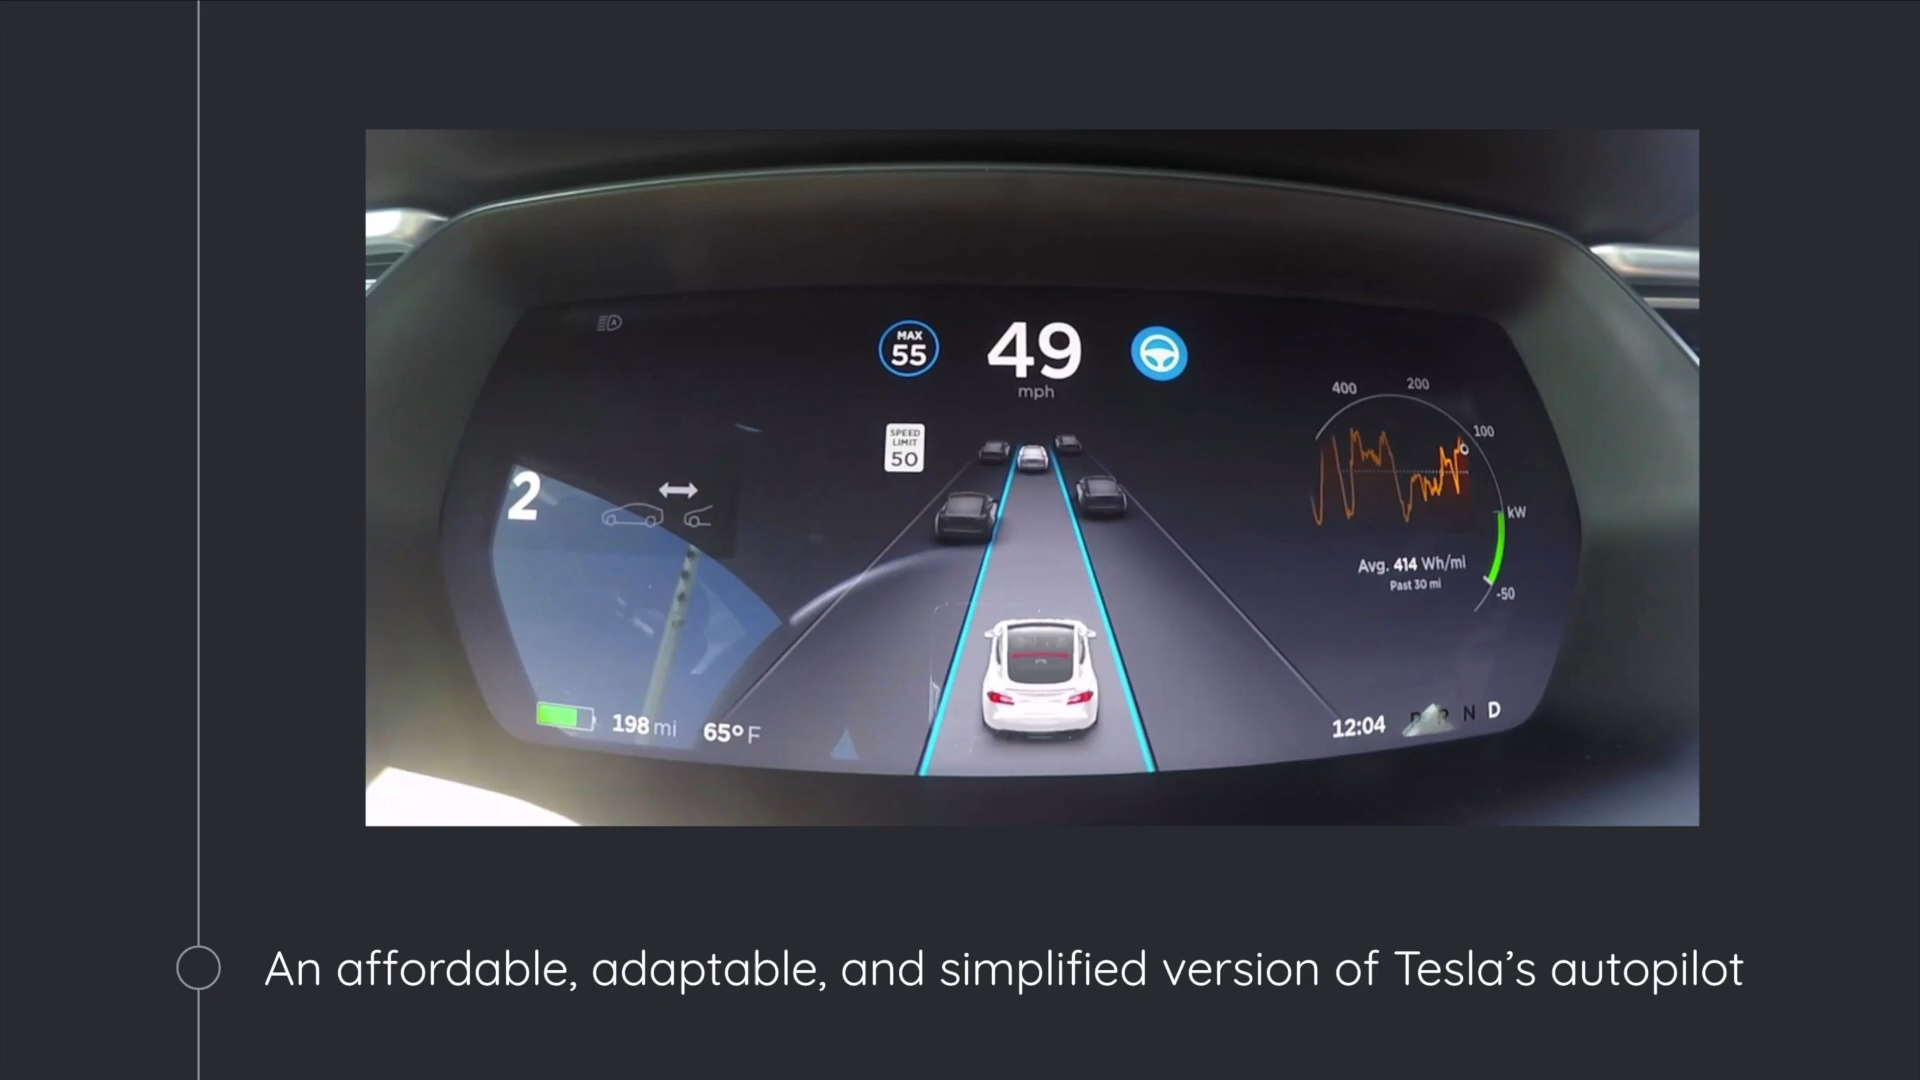 MAX
55
49
mph
SPEED
LIMIT
50
2
400
200
100
kW
-50
Avg. 414 Wh/mi
Past 30 mi
198 mi
65°F
12:04
P R N D
An affordable, adaptable, and simplified version of Tesla’s autopilot